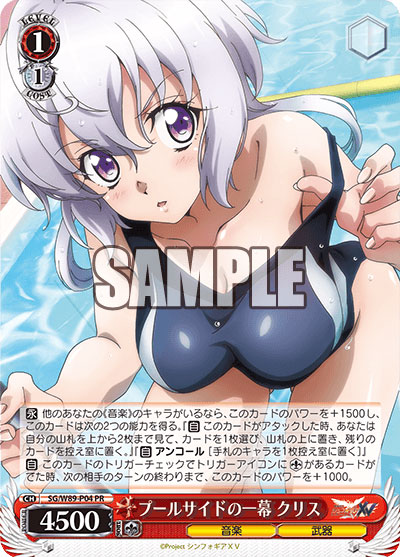 LEVEL
1
1
COST
SAMPLE
永 他のあなたの《音楽》のキャラがいるなら、このカードのパワーを+1500し、
このカードは次の2つの能力を得る。『自 このカードがアタックした時、あなたは
自分の山札を上から2枚まで見て、カードを1枚選び、山札の上に置き、残りの
カードを控え室に置く。』『自 アンコール ［手札のキャラを1枚控え室に置く］』
自 このカードのトリガーチェックでトリガーアイコンに があるカードがで
た時、次の相手のターンの終わりまで、このカードのパワーを+1000。
CH SG/W89-P04 PR
4500
プールサイドの一幕 クリス
音楽
武器
XV
©Project シンフォギアXV